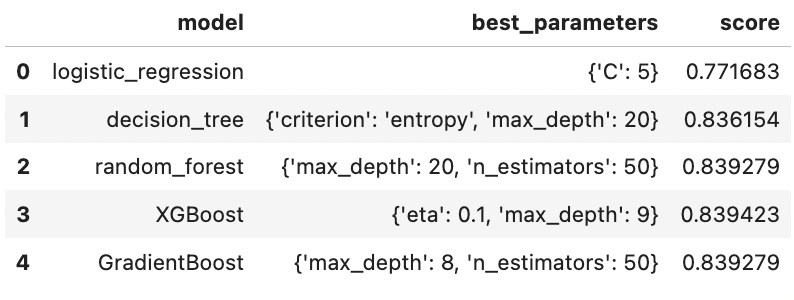 model best_parameters score
0 logistic_regression {'C': 5} 0.771683
1 decision_tree {'criterion': 'entropy', 'max_depth': 20} 0.836154
2 random_forest {'max_depth': 20, 'n_estimators': 50} 0.839279
3 XGBoost {'eta': 0.1, 'max_depth': 9} 0.839423
4 GradientBoost {'max_depth': 8, 'n_estimators': 50} 0.839279